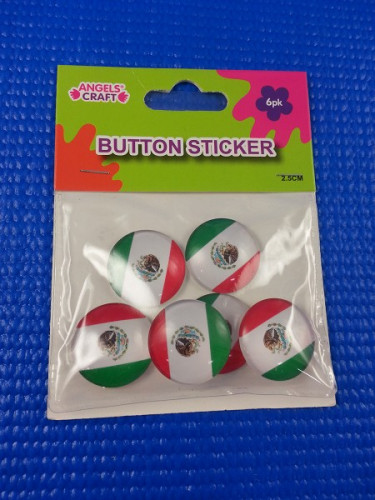 ANGELS'
CRAFT
6pk
BUTTON STICKER
2.5CM